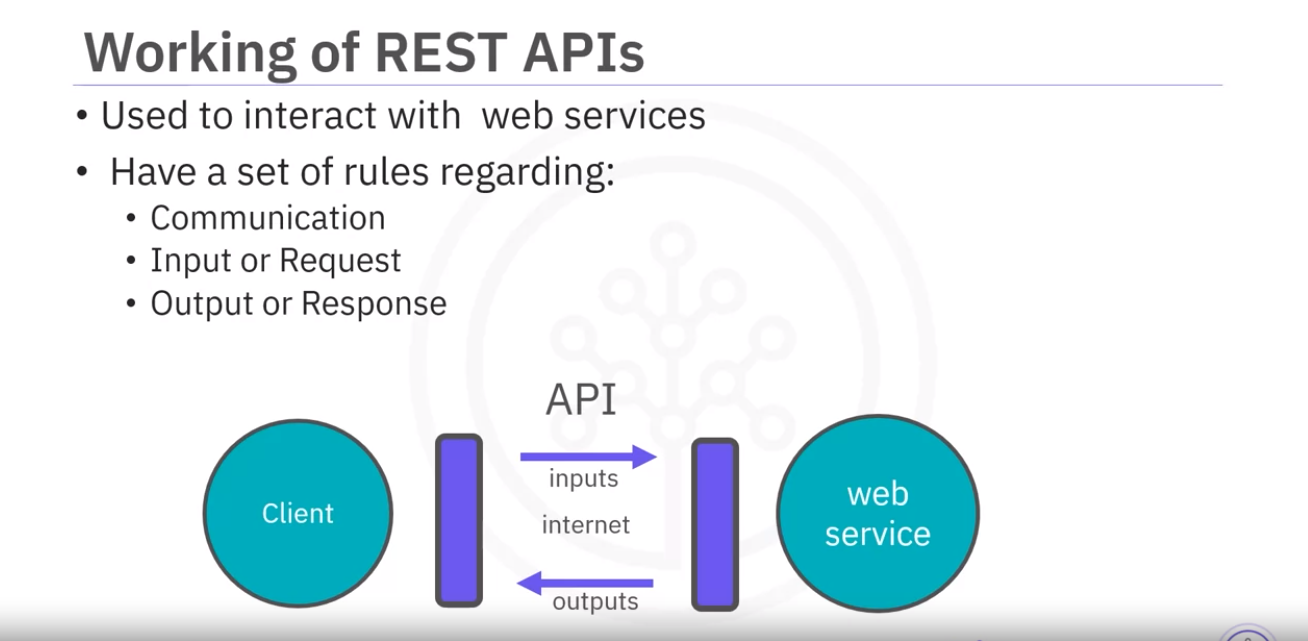 Working of REST APIs
• Used to interact with web services
• Have a set of rules regarding:
• Communication
• Input or Request
• Output or Response
API
inputs
internet
outputs
Client
web
service